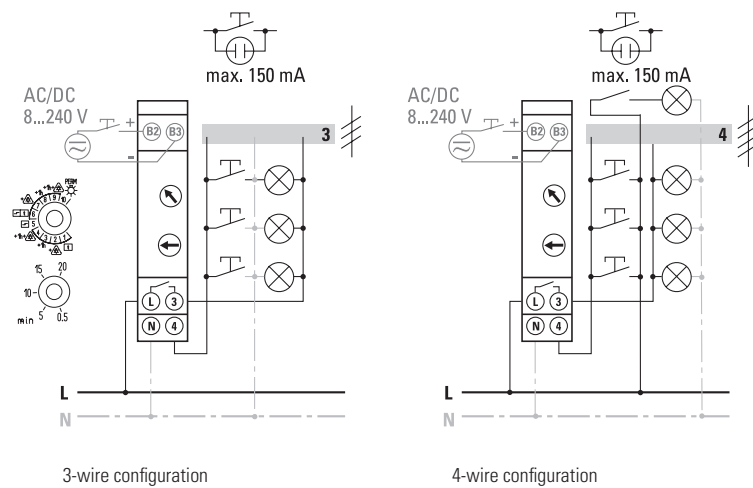 max. 150 mA
AC/DC
8...240 V
+
B2 B3
-
3
PERM
L 3
N 4
15 20
10
min 5 0.5
L
N
3-wire configuration
max. 150 mA
AC/DC
8...240 V
+
B2 B3
-
4
L 3
N 4
L
N
4-wire configuration